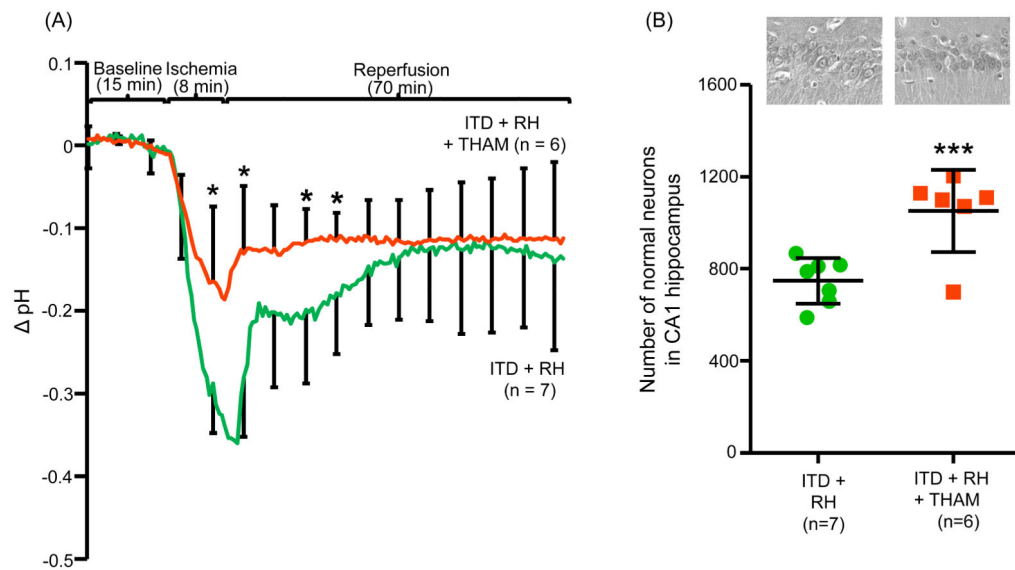 (A)
Baseline
(15 min)
Ischemia
(8 min)
Reperfusion
(70 min)
0.1
0
-0.1
-0.2
-0.3
-0.4
-0.5
Δ pH
ITD + RH
+ THAM (n = 6)
* * * *
ITD + RH
(n = 7)
(B)
1600
1200
800
400
0
Number of normal neurons
in CA1 hippocampus
***
ITD +
RH
(n=7)
ITD + RH
+ THAM
(n=6)